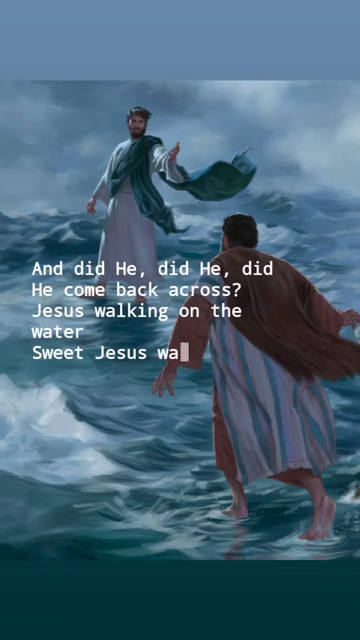 And did He, did He, did
He come back across?
Jesus walking on the
water
Sweet Jesus wa